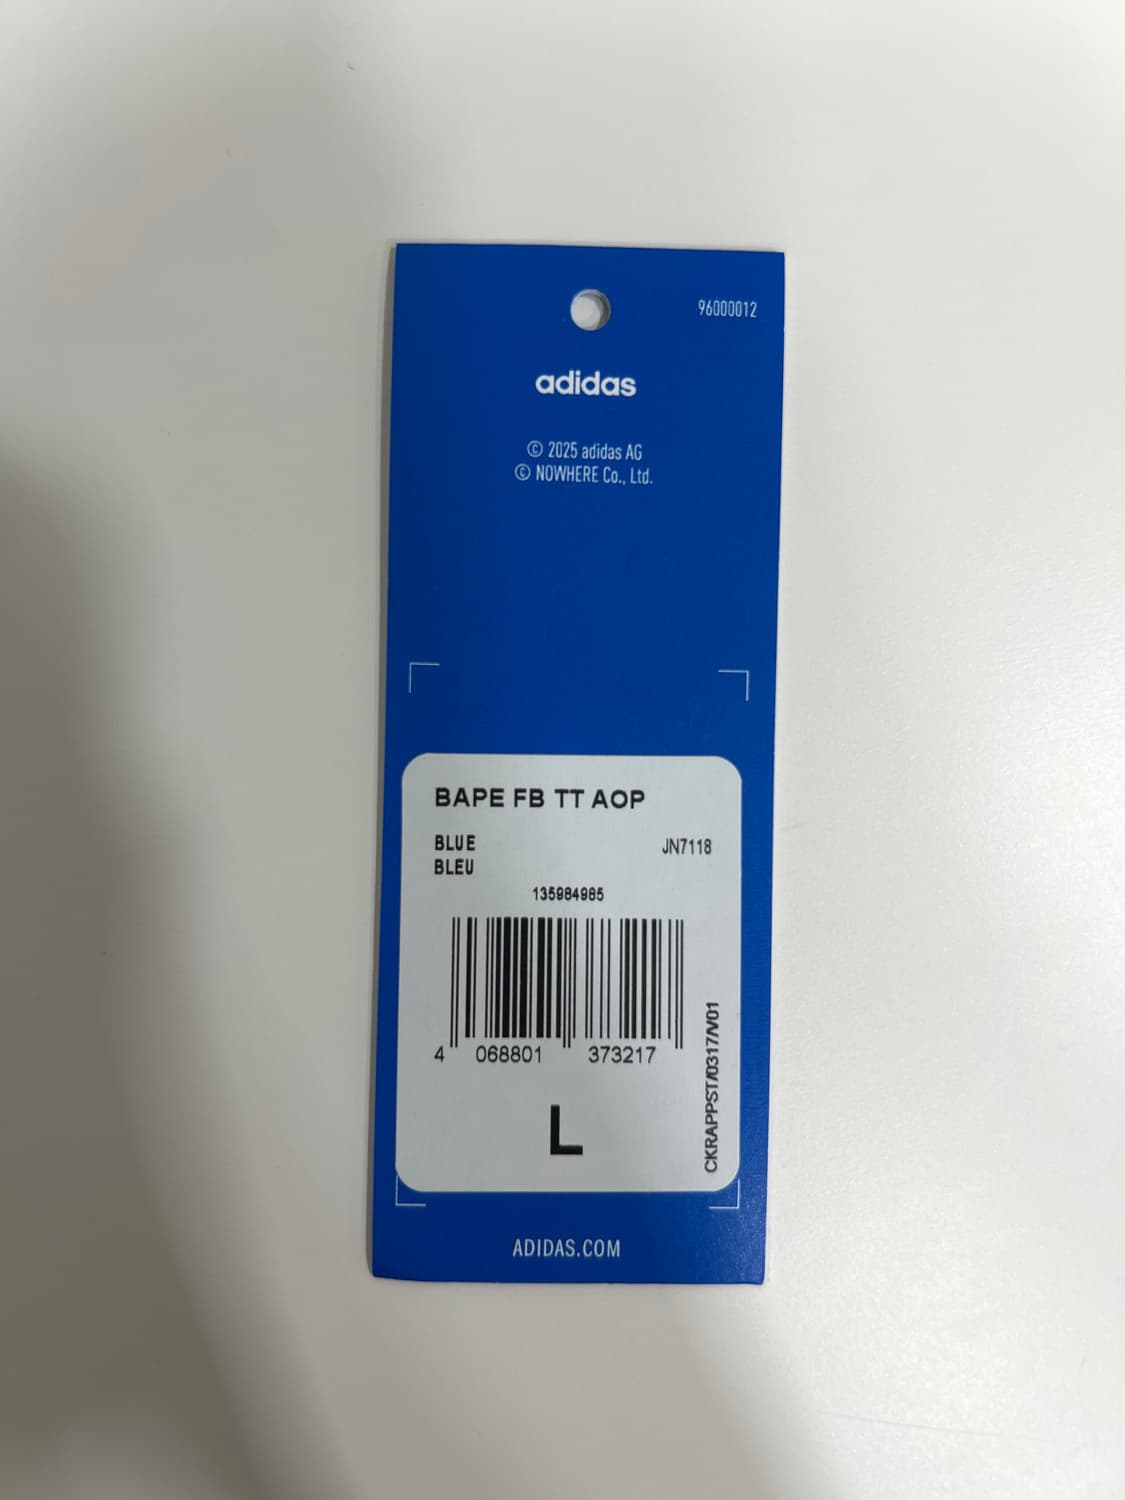 96000012
adidas
© 2025 adidas AG
© NOWHERE Co., Ltd.
BAPE FB TT AOP
BLUE JN7118
BLEU
135984985
4 068801 373217
CKRAPPST/0317/V01
L
ADIDAS.COM